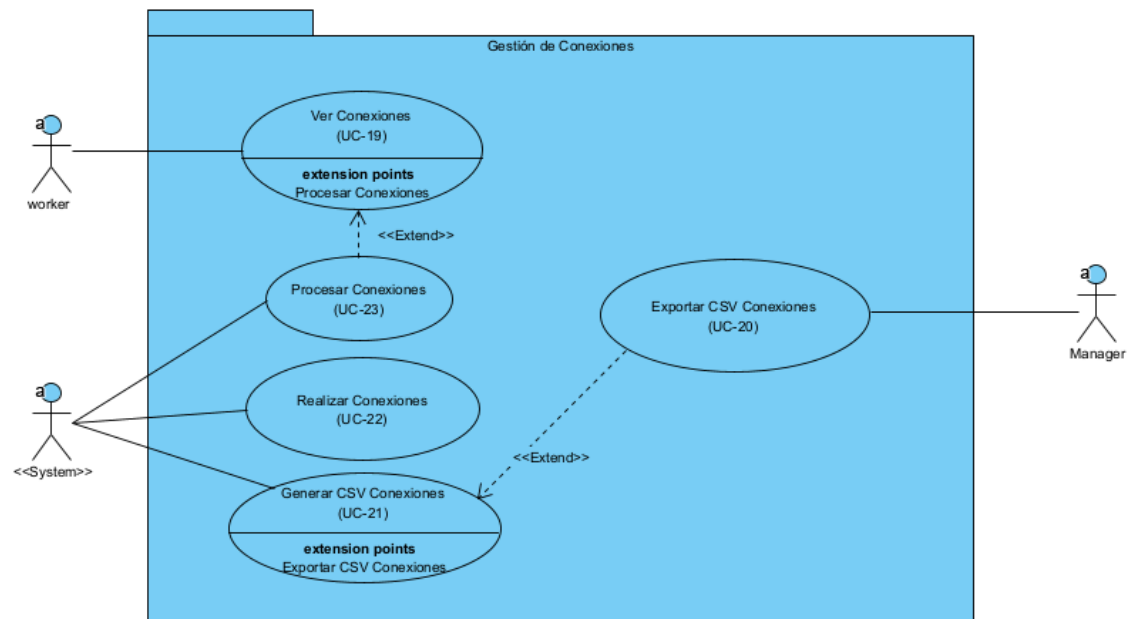 Gestión de Conexiones
a
worker
Ver Conexiones
(UC-19)
extension points
Procesar Conexiones
<<Extend>>
Procesar Conexiones
(UC-23)
Exportar CSV Conexiones
(UC-20)
a
Manager
a
<<System>>
Realizar Conexiones
(UC-22)
<<Extend>>
Generar CSV Conexiones
(UC-21)
extension points
Exportar CSV Conexiones